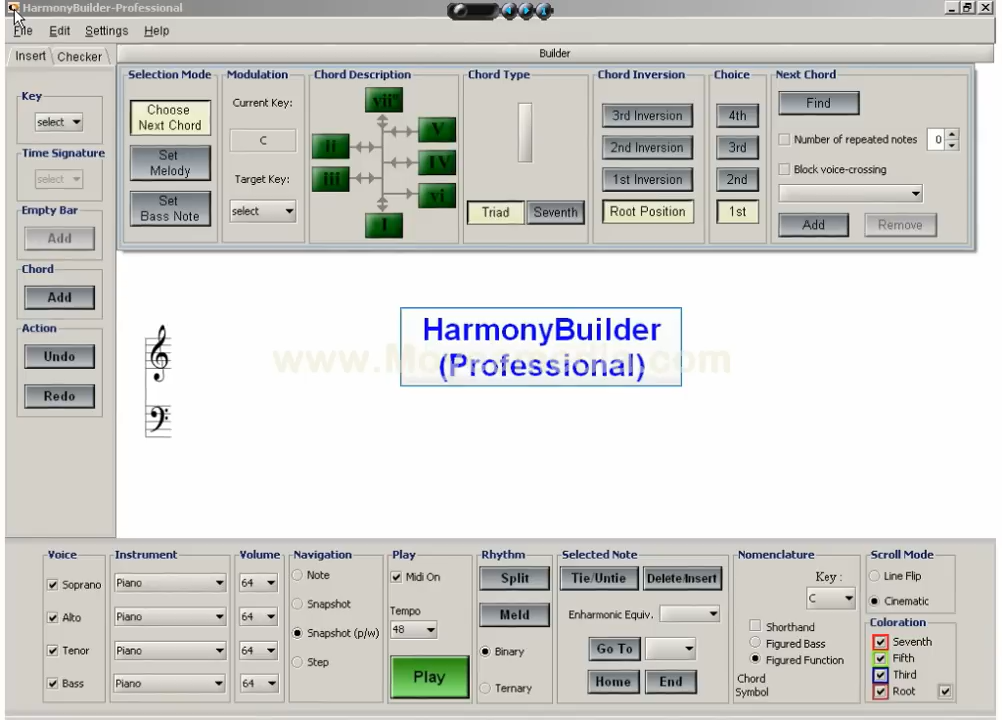 HarmonyBuilder-Professional
File Edit Settings Help
Insert Checker
Builder
Key
select
Time Signature
select
Empty Bar
Add
Chord
Add
Action
Undo
Redo
Selection Mode
Choose
Next Chord
Set
Melody
Set
Bass Note
Modulation
Current Key:
C
Target Key:
select
Chord Description
vii°
V
ii
IV
iii
vi
I
Chord Type
Triad Seventh
Chord Inversion
3rd Inversion
2nd Inversion
1st Inversion
Root Position
Choice
4th
3rd
2nd
1st
Next Chord
Find
Number of repeated notes 0
Block voice-crossing
Add Remove
HarmonyBuilder
(Professional)
Voice
Soprano
Alto
Tenor
Bass
Instrument
Piano
Piano
Piano
Piano
Volume
64
64
64
64
Navigation
Note
Snapshot
Snapshot (p/w)
Step
Play
Midi On
Tempo
48
Play
Rhythm
Split
Meld
Binary
Ternary
Selected Note
Tie/Untie Delete/Insert
Enharmonic Equiv.
Go To
Home End
Nomenclature
Key :
C
Shorthand
Figured Bass
Figured Function
Chord
Symbol
Scroll Mode
Line Flip
Cinematic
Coloration
Seventh
Fifth
Third
Root